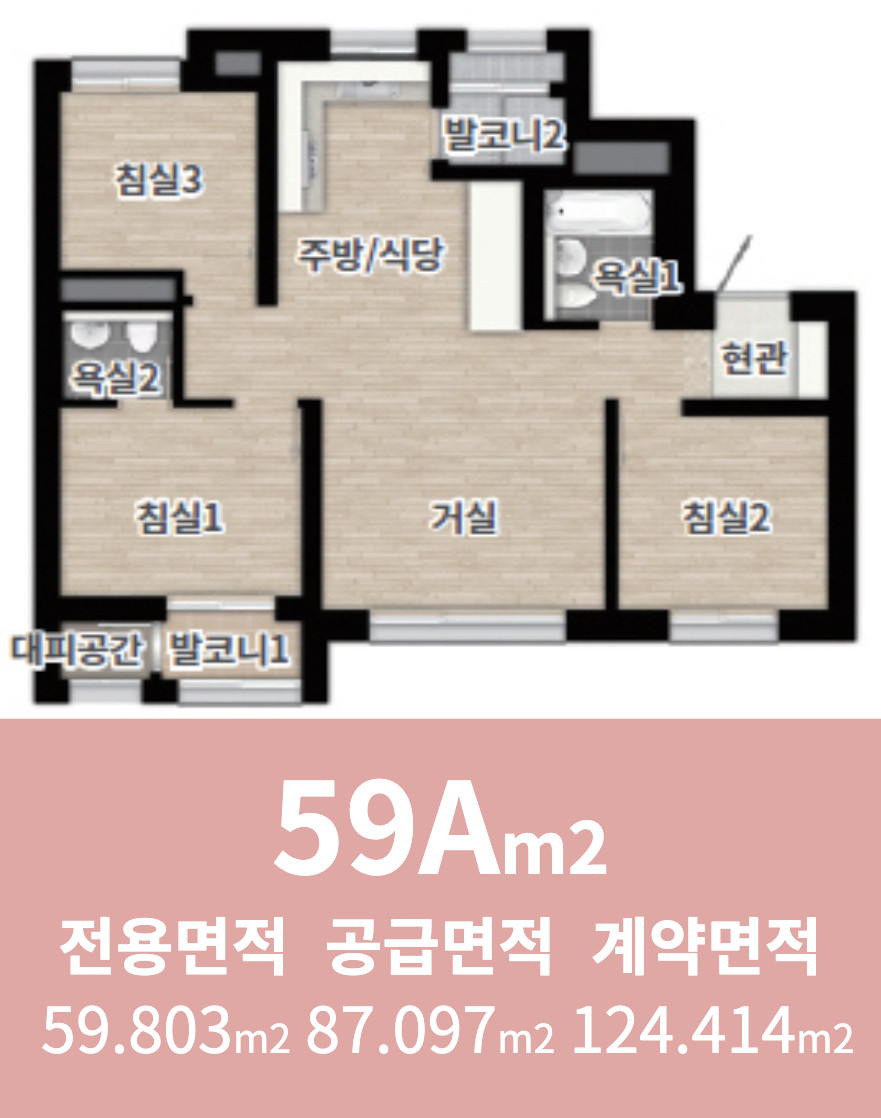 발코니2
침실3
주방/식당
욕실1
현관
욕실2
침실1
거실
침실2
대피공간
발코니1
59Am2
전용면적 공급면적 계약면적
59.803m2 87.097m2 124.414m2